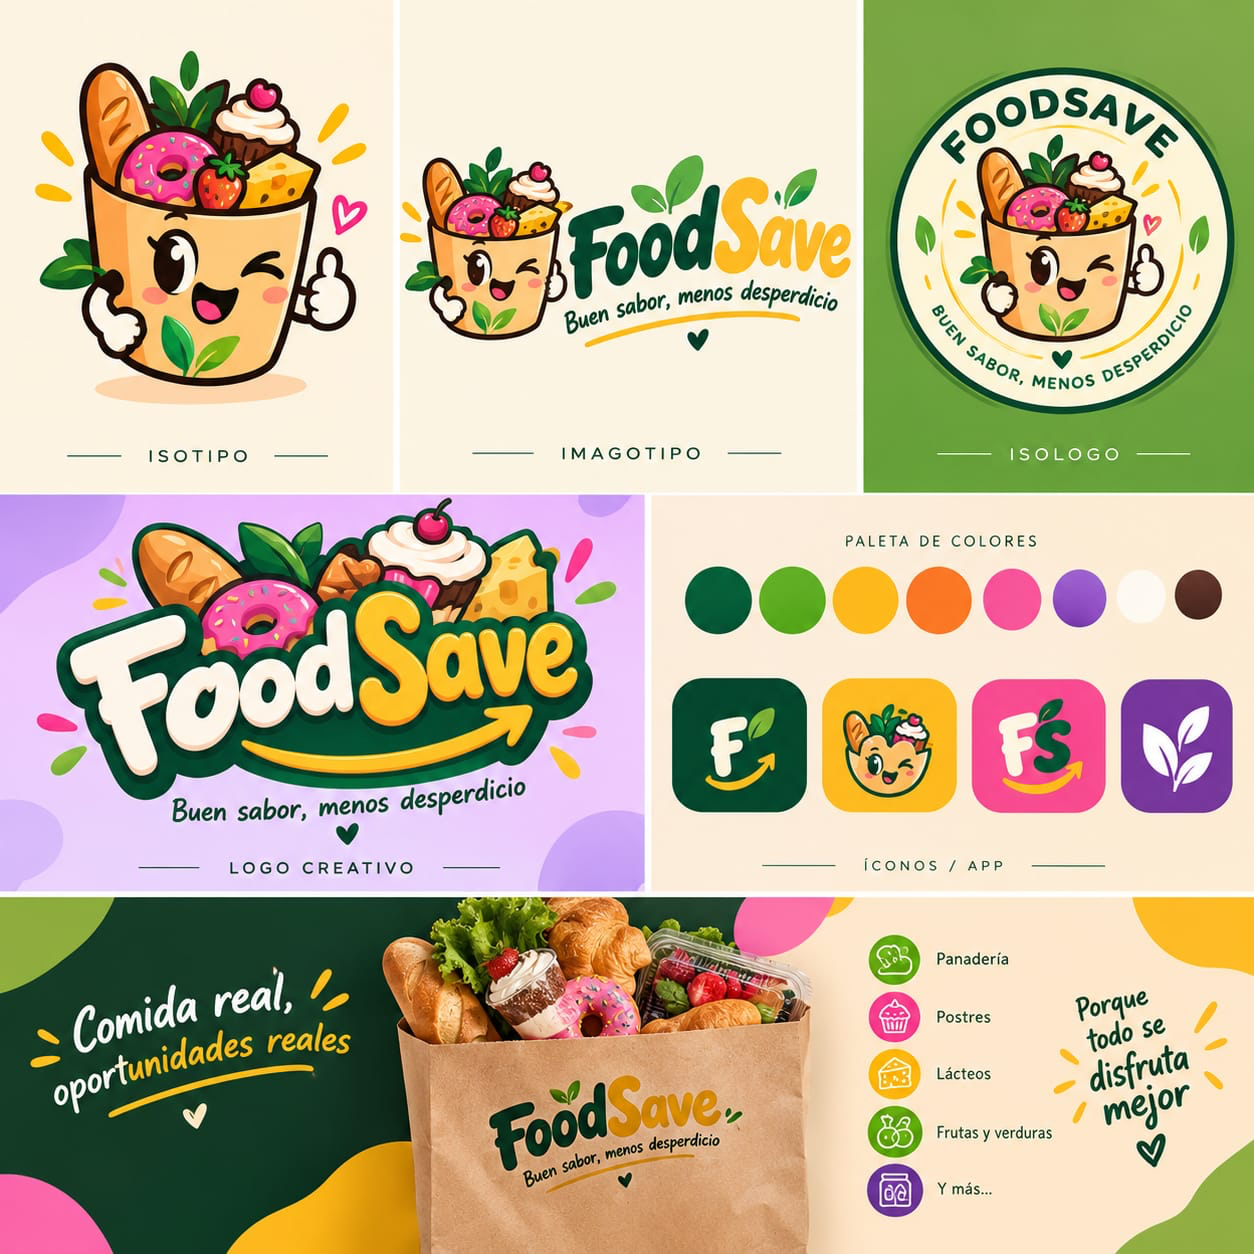 ISOTIPO
FoodSave
Buen sabor, menos desperdicio
IMAGOTIPO
FOODSAVE
BUEN SABOR, MENOS DESPERDICIO
ISOLOGO
FoodSave
Buen sabor, menos desperdicio
LOGO CREATIVO
PALETA DE COLORES
F
FS
ÍCONOS / APP
Comida real,
oportunidades reales
FoodSave
Buen sabor, menos desperdicio
Panadería
Postres
Lácteos
Frutas y verduras
Y más...
Porque
todo se
disfruta
mejor